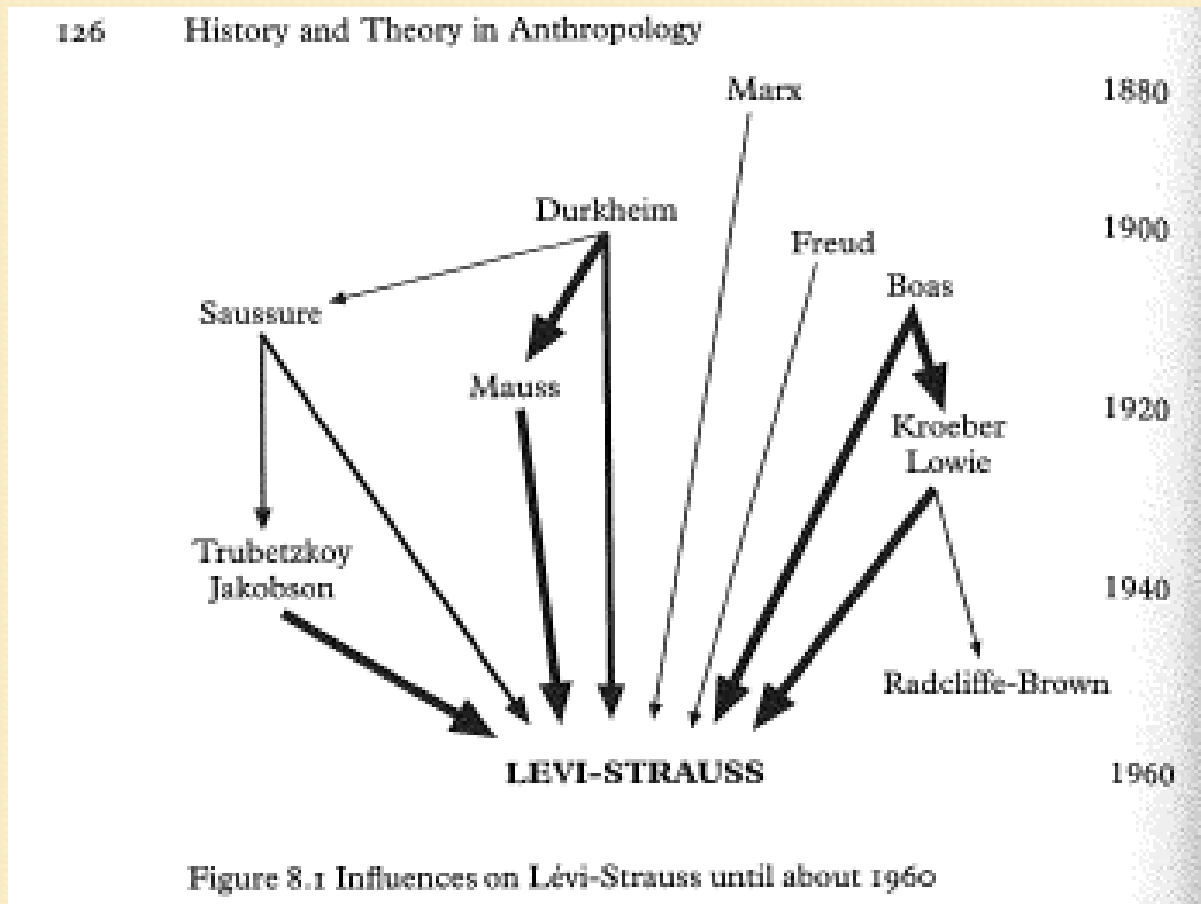 126 History and Theory in Anthropology
Marx 1880
Durkheim
1900
Freud
Boas
Saussure
Mauss
1920
Kroeber
Lowie
Trubetzkoy
Jakobson
1940
Radcliffe-Brown
LEVI-STRAUSS
1960
Figure 8.1 Influences on Lévi-Strauss until about 1960